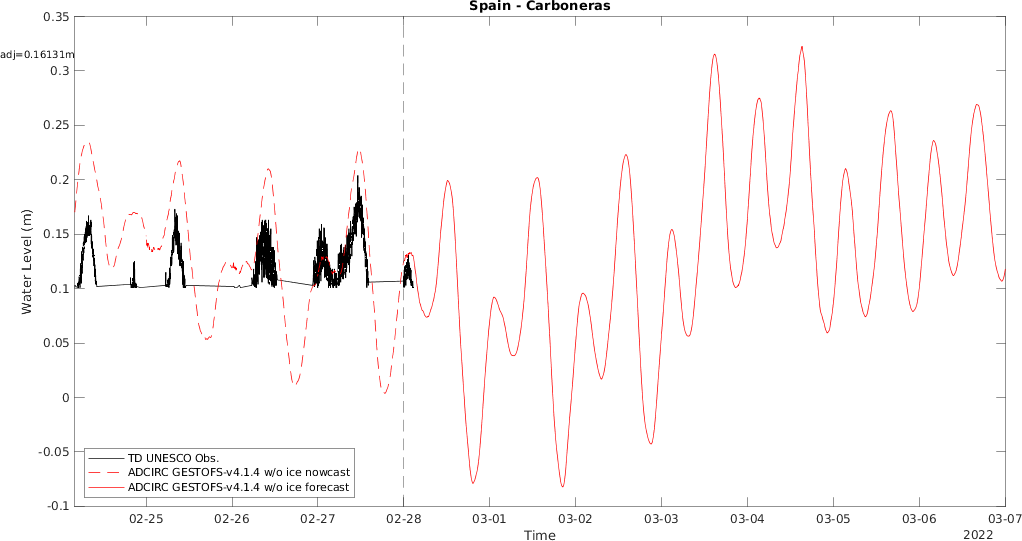 Spain - Carboneras
adj=0.16131m
0.35
0.3
0.25
0.2
0.15
0.1
0.05
0
-0.05
-0.1
Water Level (m)
TD UNESCO Obs.
ADCIRC GESTOFS-v4.1.4 w/o ice nowcast
ADCIRC GESTOFS-v4.1.4 w/o ice forecast
02-25 02-26 02-27 02-28 03-01 03-02 03-03 03-04 03-05 03-06 03-07
Time
2022